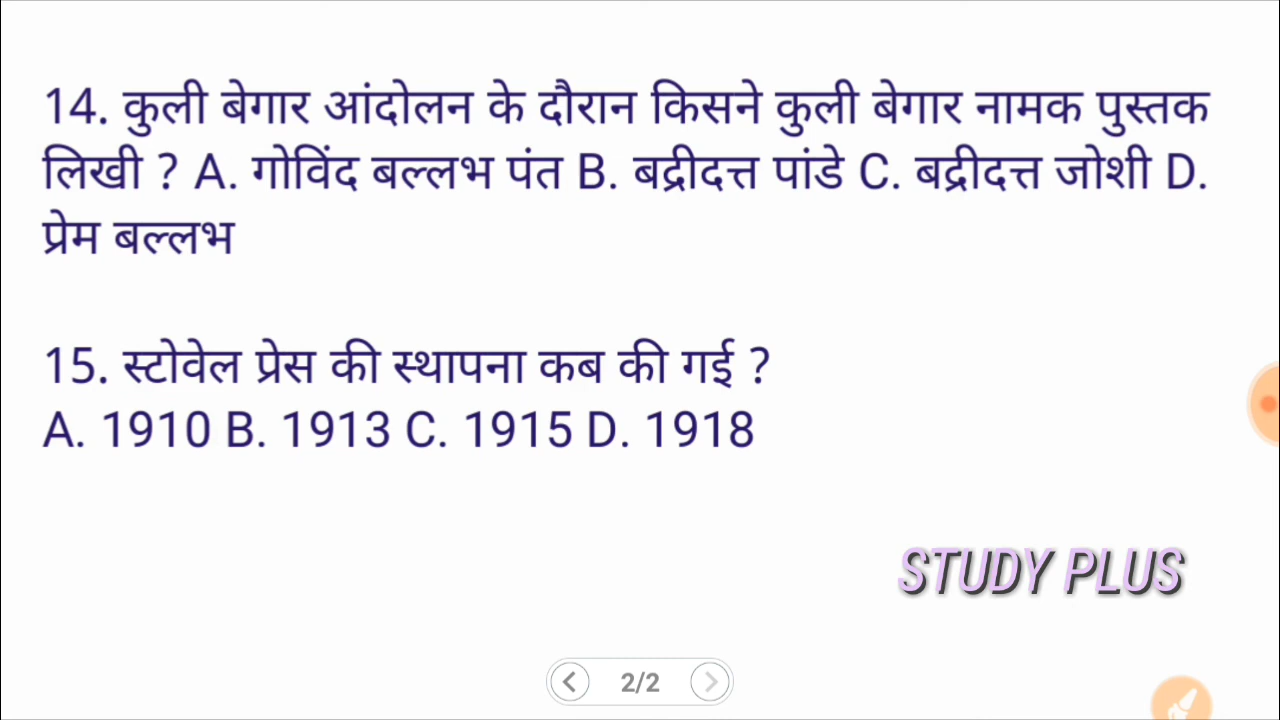 14. कुली बेगार आंदोलन के दौरान किसने कुली बेगार नामक पुस्तक
लिखी ? A. गोविंद बल्लभ पंत B. बद्रीदत्त पांडे C. बद्रीदत्त जोशी D.
प्रेम बल्लभ
15. स्टोवेल प्रेस की स्थापना कब की गई ?
A. 1910 B. 1913 C. 1915 D. 1918
STUDY PLUS
2/2